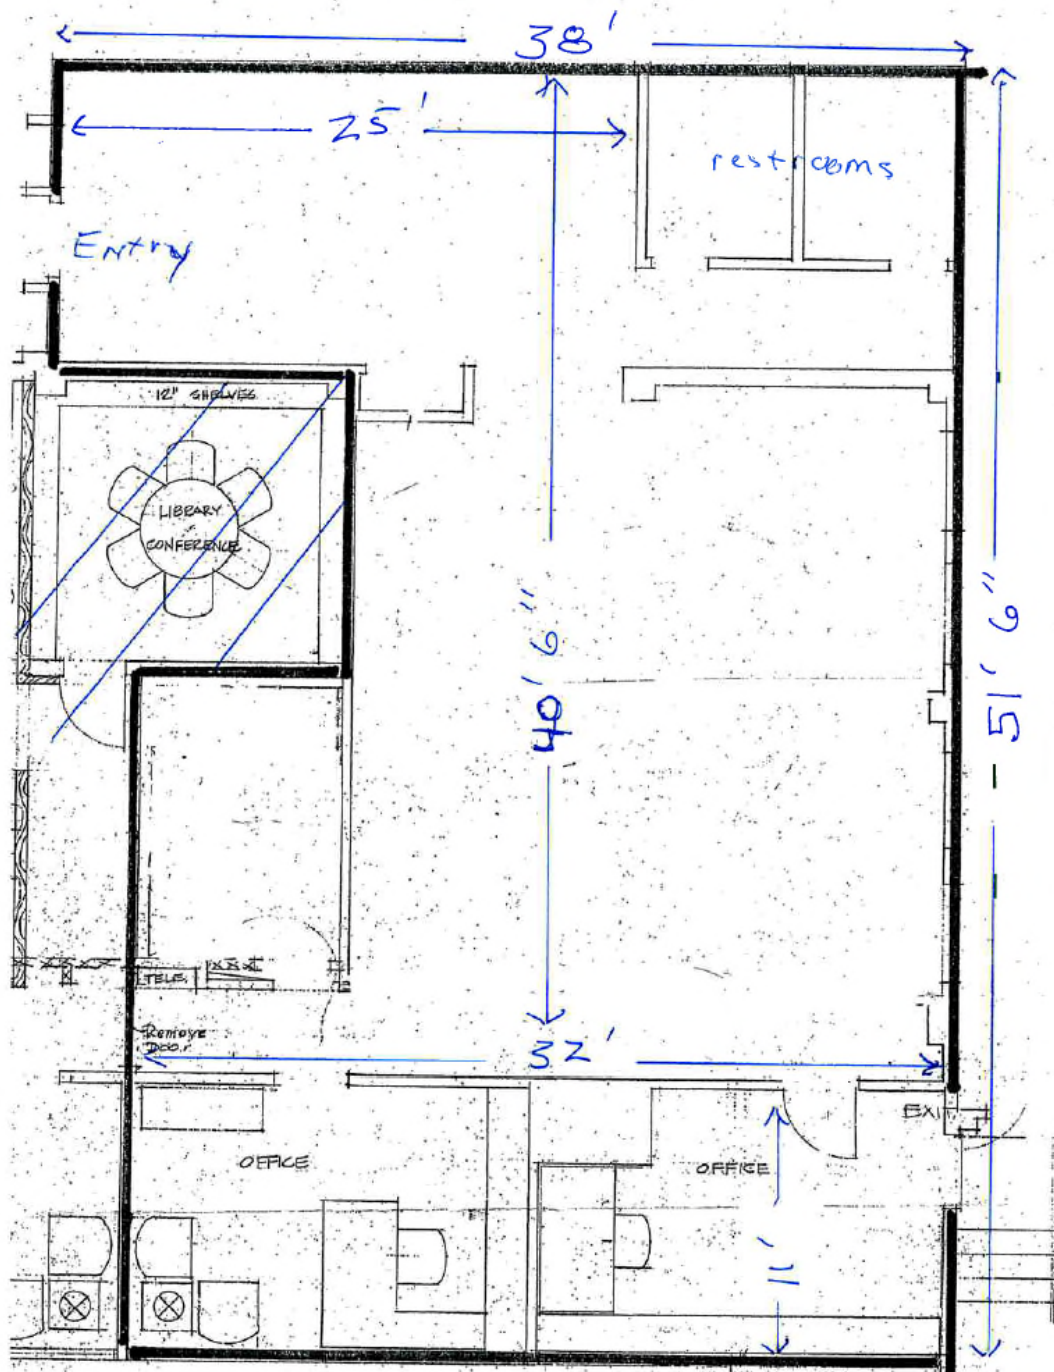 38'
25'
restrooms
Entry
12" SHELVES
LIBRARY
CONFERENCE
40' 6"
51' 6"
TELE.
Remove
Door
32'
EXIT
OFFICE
OFFICE
11'